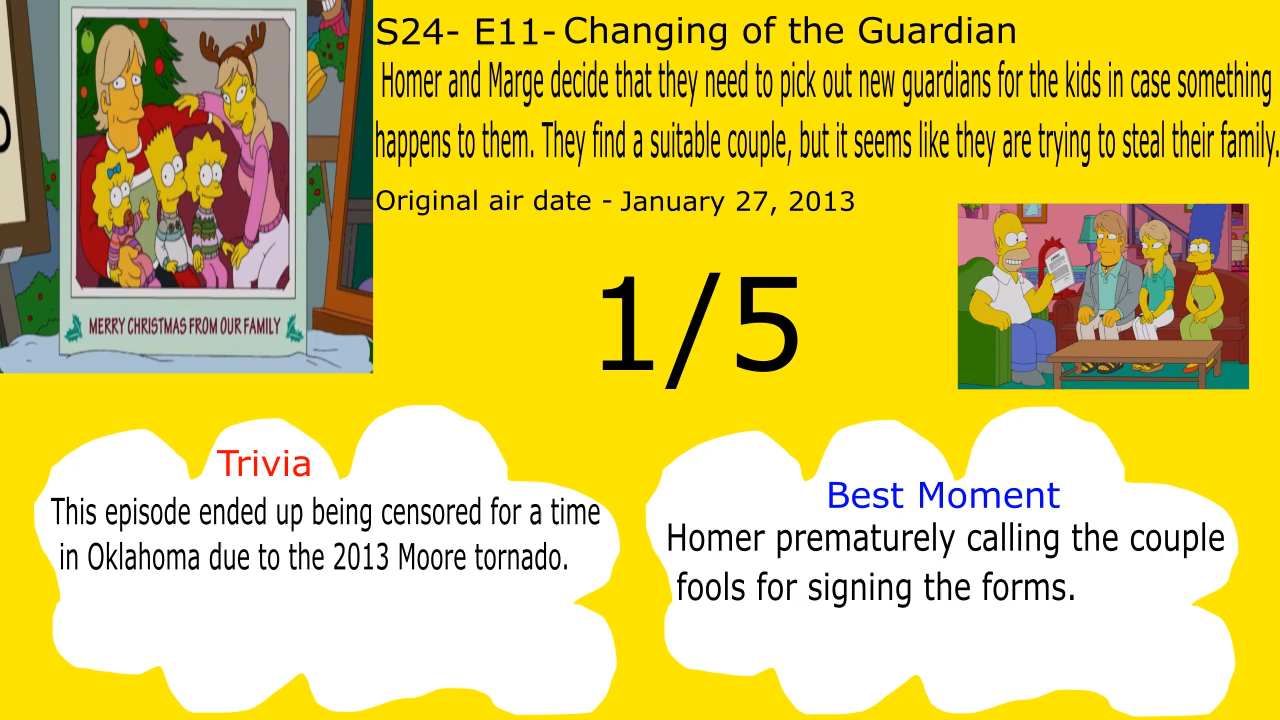 S24- E11- Changing of the Guardian
Homer and Marge decide that they need to pick out new guardians for the kids in case something
happens to them. They find a suitable couple, but it seems like they are trying to steal their family.
Original air date - January 27, 2013
1/5
MERRY CHRISTMAS FROM OUR FAMILY
Trivia
This episode ended up being censored for a time
in Oklahoma due to the 2013 Moore tornado.
Best Moment
Homer prematurely calling the couple
fools for signing the forms.